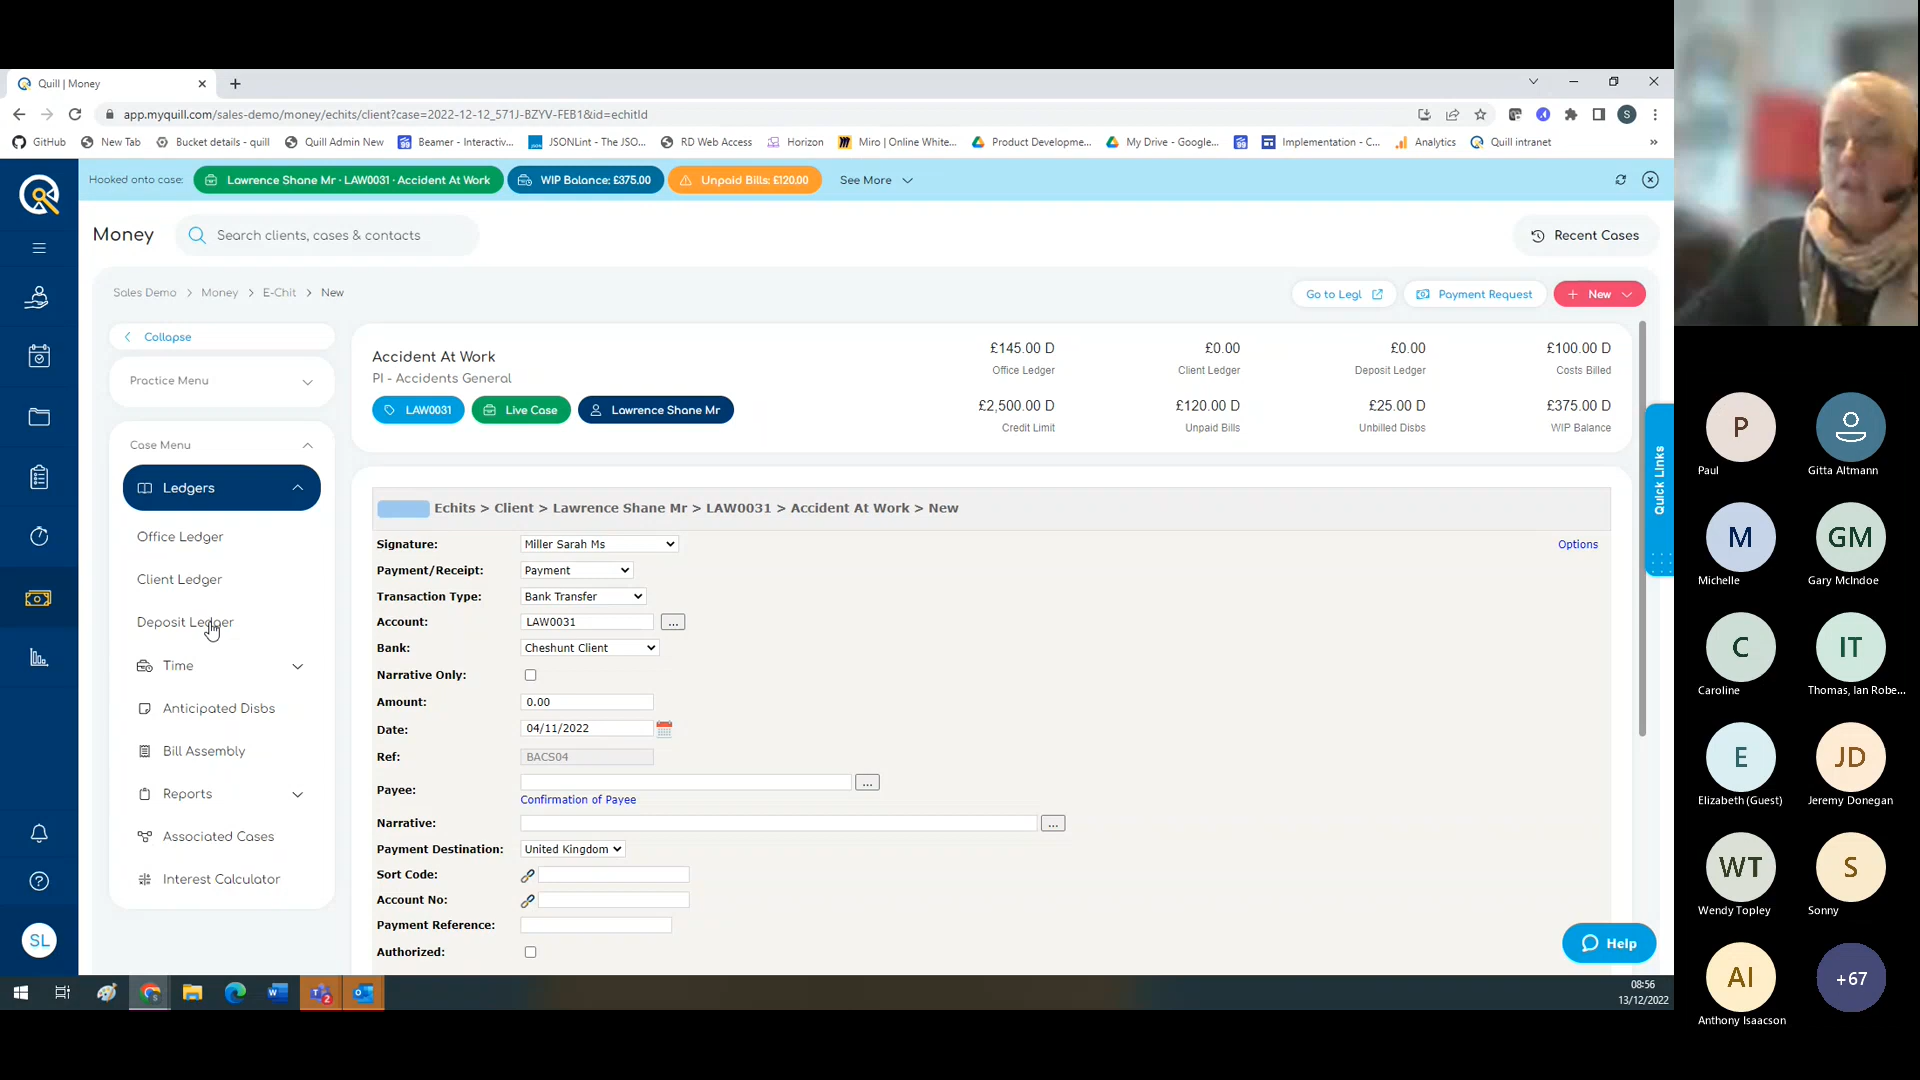 Quill | Money
app.myquill.com/sales-demo/money/echits/client?case=2022-12-12_571J-BZYV-FEB1&id=echitId
S
GitHub
New Tab
Bucket details - quill
Quill Admin New
Beamer - Interactiv...
JSONLint - The JSO...
RD Web Access
Horizon
Miro | Online White...
Product Developme...
My Drive - Google...
Implementation - C...
Analytics
Quill intranet
»
Hooked onto case:
Lawrence Shane Mr · LAW0031 · Accident At Work
WIP Balance: £375.00
Unpaid Bills: £120.00
See More
Money
Search clients, cases & contacts
Recent Cases
Sales Demo > Money > E-Chit > New
Go to Legl
Payment Request
+ New
Collapse
Practice Menu
Case Menu
Ledgers
Office Ledger
Client Ledger
Deposit Ledger
Time
Anticipated Disbs
Bill Assembly
Reports
Associated Cases
Interest Calculator
SL
Accident At Work
PI - Accidents General
LAW0031
Live Case
Lawrence Shane Mr
£145.00 D
Office Ledger
£0.00
Client Ledger
£0.00
Deposit Ledger
£100.00 D
Costs Billed
£2,500.00 D
Credit Limit
£120.00 D
Unpaid Bills
£25.00 D
Unbilled Disbs
£375.00 D
WIP Balance
Quick Links
Echits > Client > Lawrence Shane Mr > LAW0031 > Accident At Work > New
Signature: Miller Sarah Ms
Options
Payment/Receipt: Payment
Transaction Type: Bank Transfer
Account: LAW0031 ...
Bank: Cheshunt Client
Narrative Only:
Amount: 0.00
Date: 04/11/2022
Ref: BACS04
Payee: ...
Confirmation of Payee
Narrative: ...
Payment Destination: United Kingdom
Sort Code:
Account No:
Payment Reference:
Authorized:
Help
08:56
13/12/2022
P
Paul
Gitta Altmann
M
Michelle
GM
Gary McIndoe
C
Caroline
IT
Thomas, Ian Robe...
E
Elizabeth (Guest)
JD
Jeremy Donegan
WT
Wendy Topley
S
Sonny
AI
Anthony Isaacson
+67